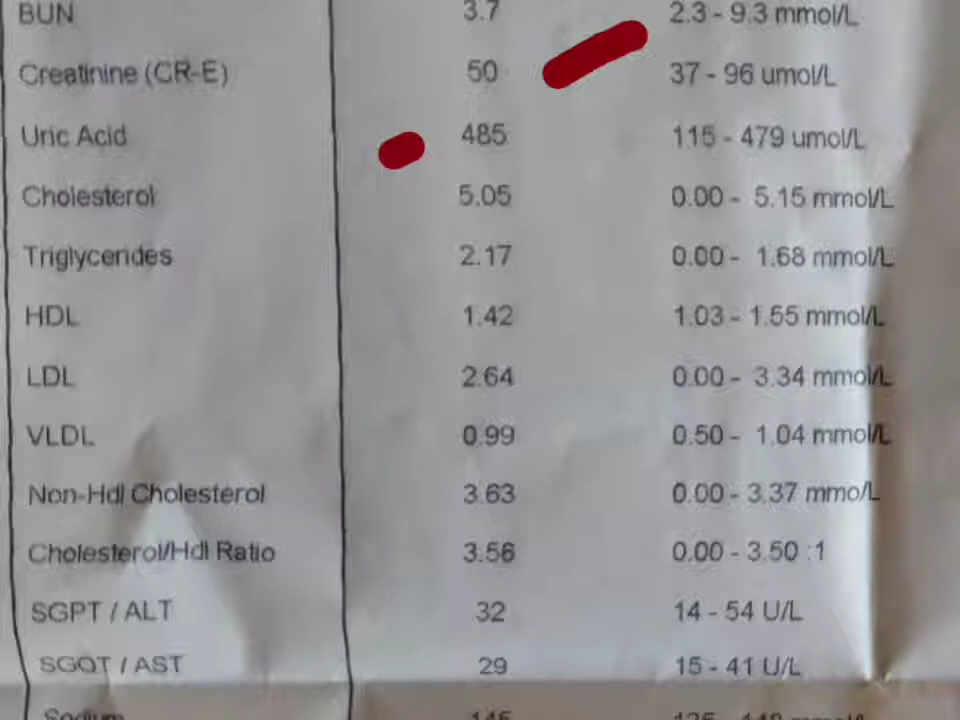 BUN 3.7 2.3 - 9.3 mmol/L
Creatinine (CR-E) 50 37 - 96 umol/L
Uric Acid 485 115 - 479 umol/L
Cholesterol 5.05 0.00 - 5.15 mmol/L
Triglycerides 2.17 0.00 - 1.68 mmol/L
HDL 1.42 1.03 - 1.55 mmol/L
LDL 2.64 0.00 - 3.34 mmol/L
VLDL 0.99 0.50 - 1.04 mmol/L
Non-Hdl Cholesterol 3.63 0.00 - 3.37 mmo/L
Cholesterol/Hdl Ratio 3.56 0.00 - 3.50 :1
SGPT / ALT 32 14 - 54 U/L
SGOT / AST 29 15 - 41 U/L
Sodium